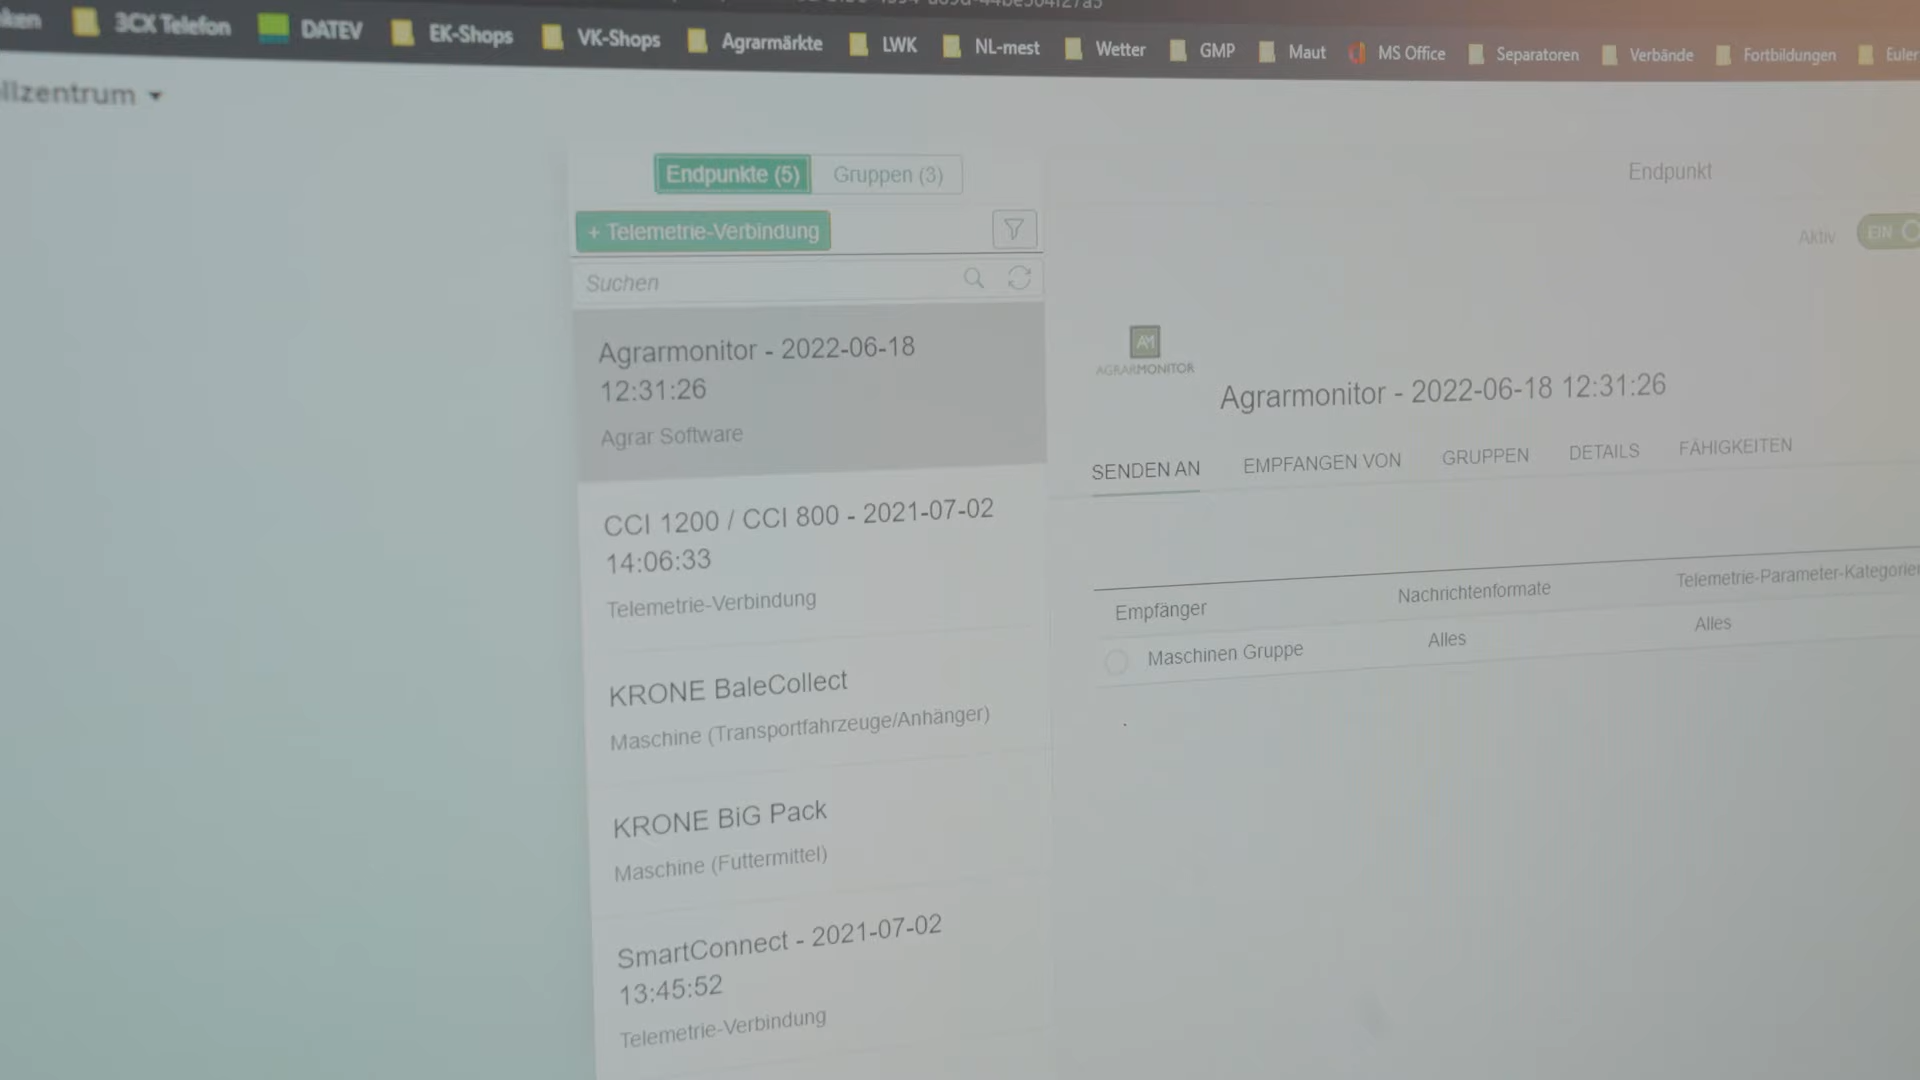 3CX Telefon DATEV EK-Shops VK-Shops Agrarmärkte LWK NL-mest Wetter GMP Maut MS Office Separatoren Verbände Fortbildungen Euler
llzentrum
Endpunkte (5) Gruppen (3)
+ Telemetrie-Verbindung
Suchen
Agrarmonitor - 2022-06-18
12:31:26
Agrar Software
CCI 1200 / CCI 800 - 2021-07-02
14:06:33
Telemetrie-Verbindung
KRONE BaleCollect
Maschine (Transportfahrzeuge/Anhänger)
KRONE BiG Pack
Maschine (Futtermittel)
SmartConnect - 2021-07-02
13:45:52
Telemetrie-Verbindung
Endpunkt
Aktiv EIN
AM
AGRARMONITOR
Agrarmonitor - 2022-06-18 12:31:26
SENDEN AN EMPFANGEN VON GRUPPEN DETAILS FÄHIGKEITEN
Empfänger Nachrichtenformate Telemetrie-Parameter-Kategorien
Maschinen Gruppe Alles Alles